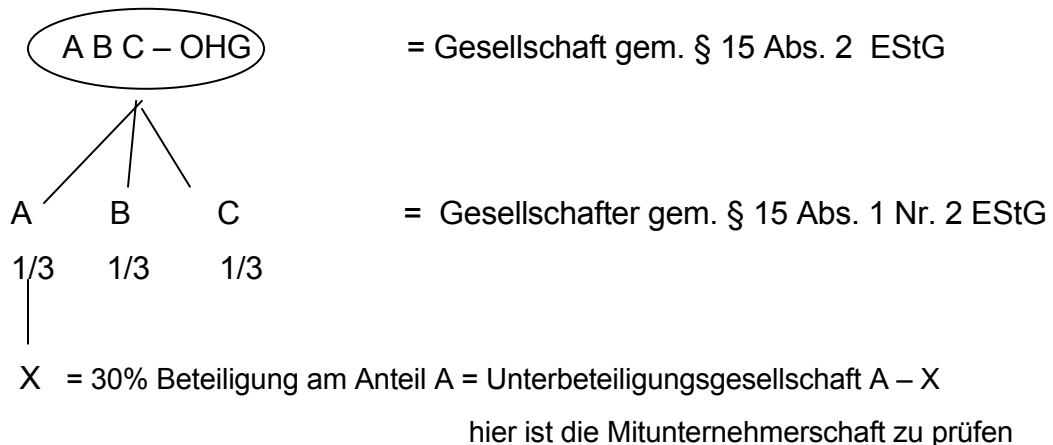 A B C – OHG = Gesellschaft gem. § 15 Abs. 2 EStG
A B C = Gesellschafter gem. § 15 Abs. 1 Nr. 2 EStG
1/3 1/3 1/3
X = 30% Beteiligung am Anteil A = Unterbeteiligungsgesellschaft A – X
hier ist die Mitunternehmerschaft zu prüfen